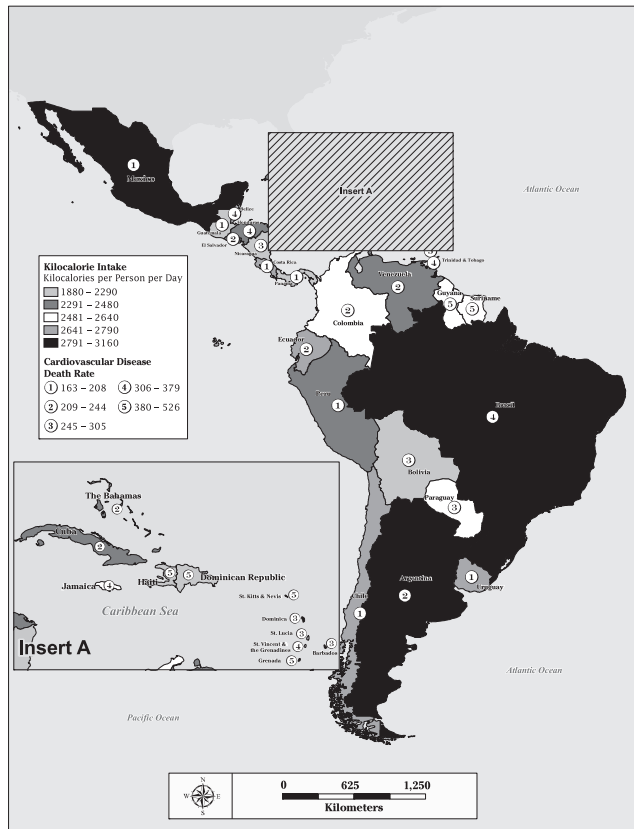 Insert A
Atlantic Ocean
1
Mexico
Belize
4
1
Guatemala
Honduras
4
El Salvador
2
Nicaragua
3
Costa Rica
1
Panama
1
4
Trinidad & Tobago
Venezuela
2
Guyana
5
Suriname
5
2
Colombia
Ecuador
2
Peru
1
Brazil
4
3
Bolivia
Paraguay
3
Argentina
2
1
Uruguay
Chile
1
Kilocalorie Intake
Kilocalories per Person per Day
1880 – 2290
2291 – 2480
2481 – 2640
2641 – 2790
2791 – 3160
Cardiovascular Disease
Death Rate
1 163 – 208 4 306 – 379
2 209 – 244 5 380 – 526
3 245 – 305
The Bahamas
2
Cuba
2
Jamaica 4
Haiti 5
5 Dominican Republic
Caribbean Sea
St. Kitts & Nevis 5
Dominica 3
St. Lucia 3
St. Vincent &
the Grenadines 4
Grenada 5
3
Barbados
Insert A
Pacific Ocean
Atlantic Ocean
N
W E
S
0 625 1,250
Kilometers